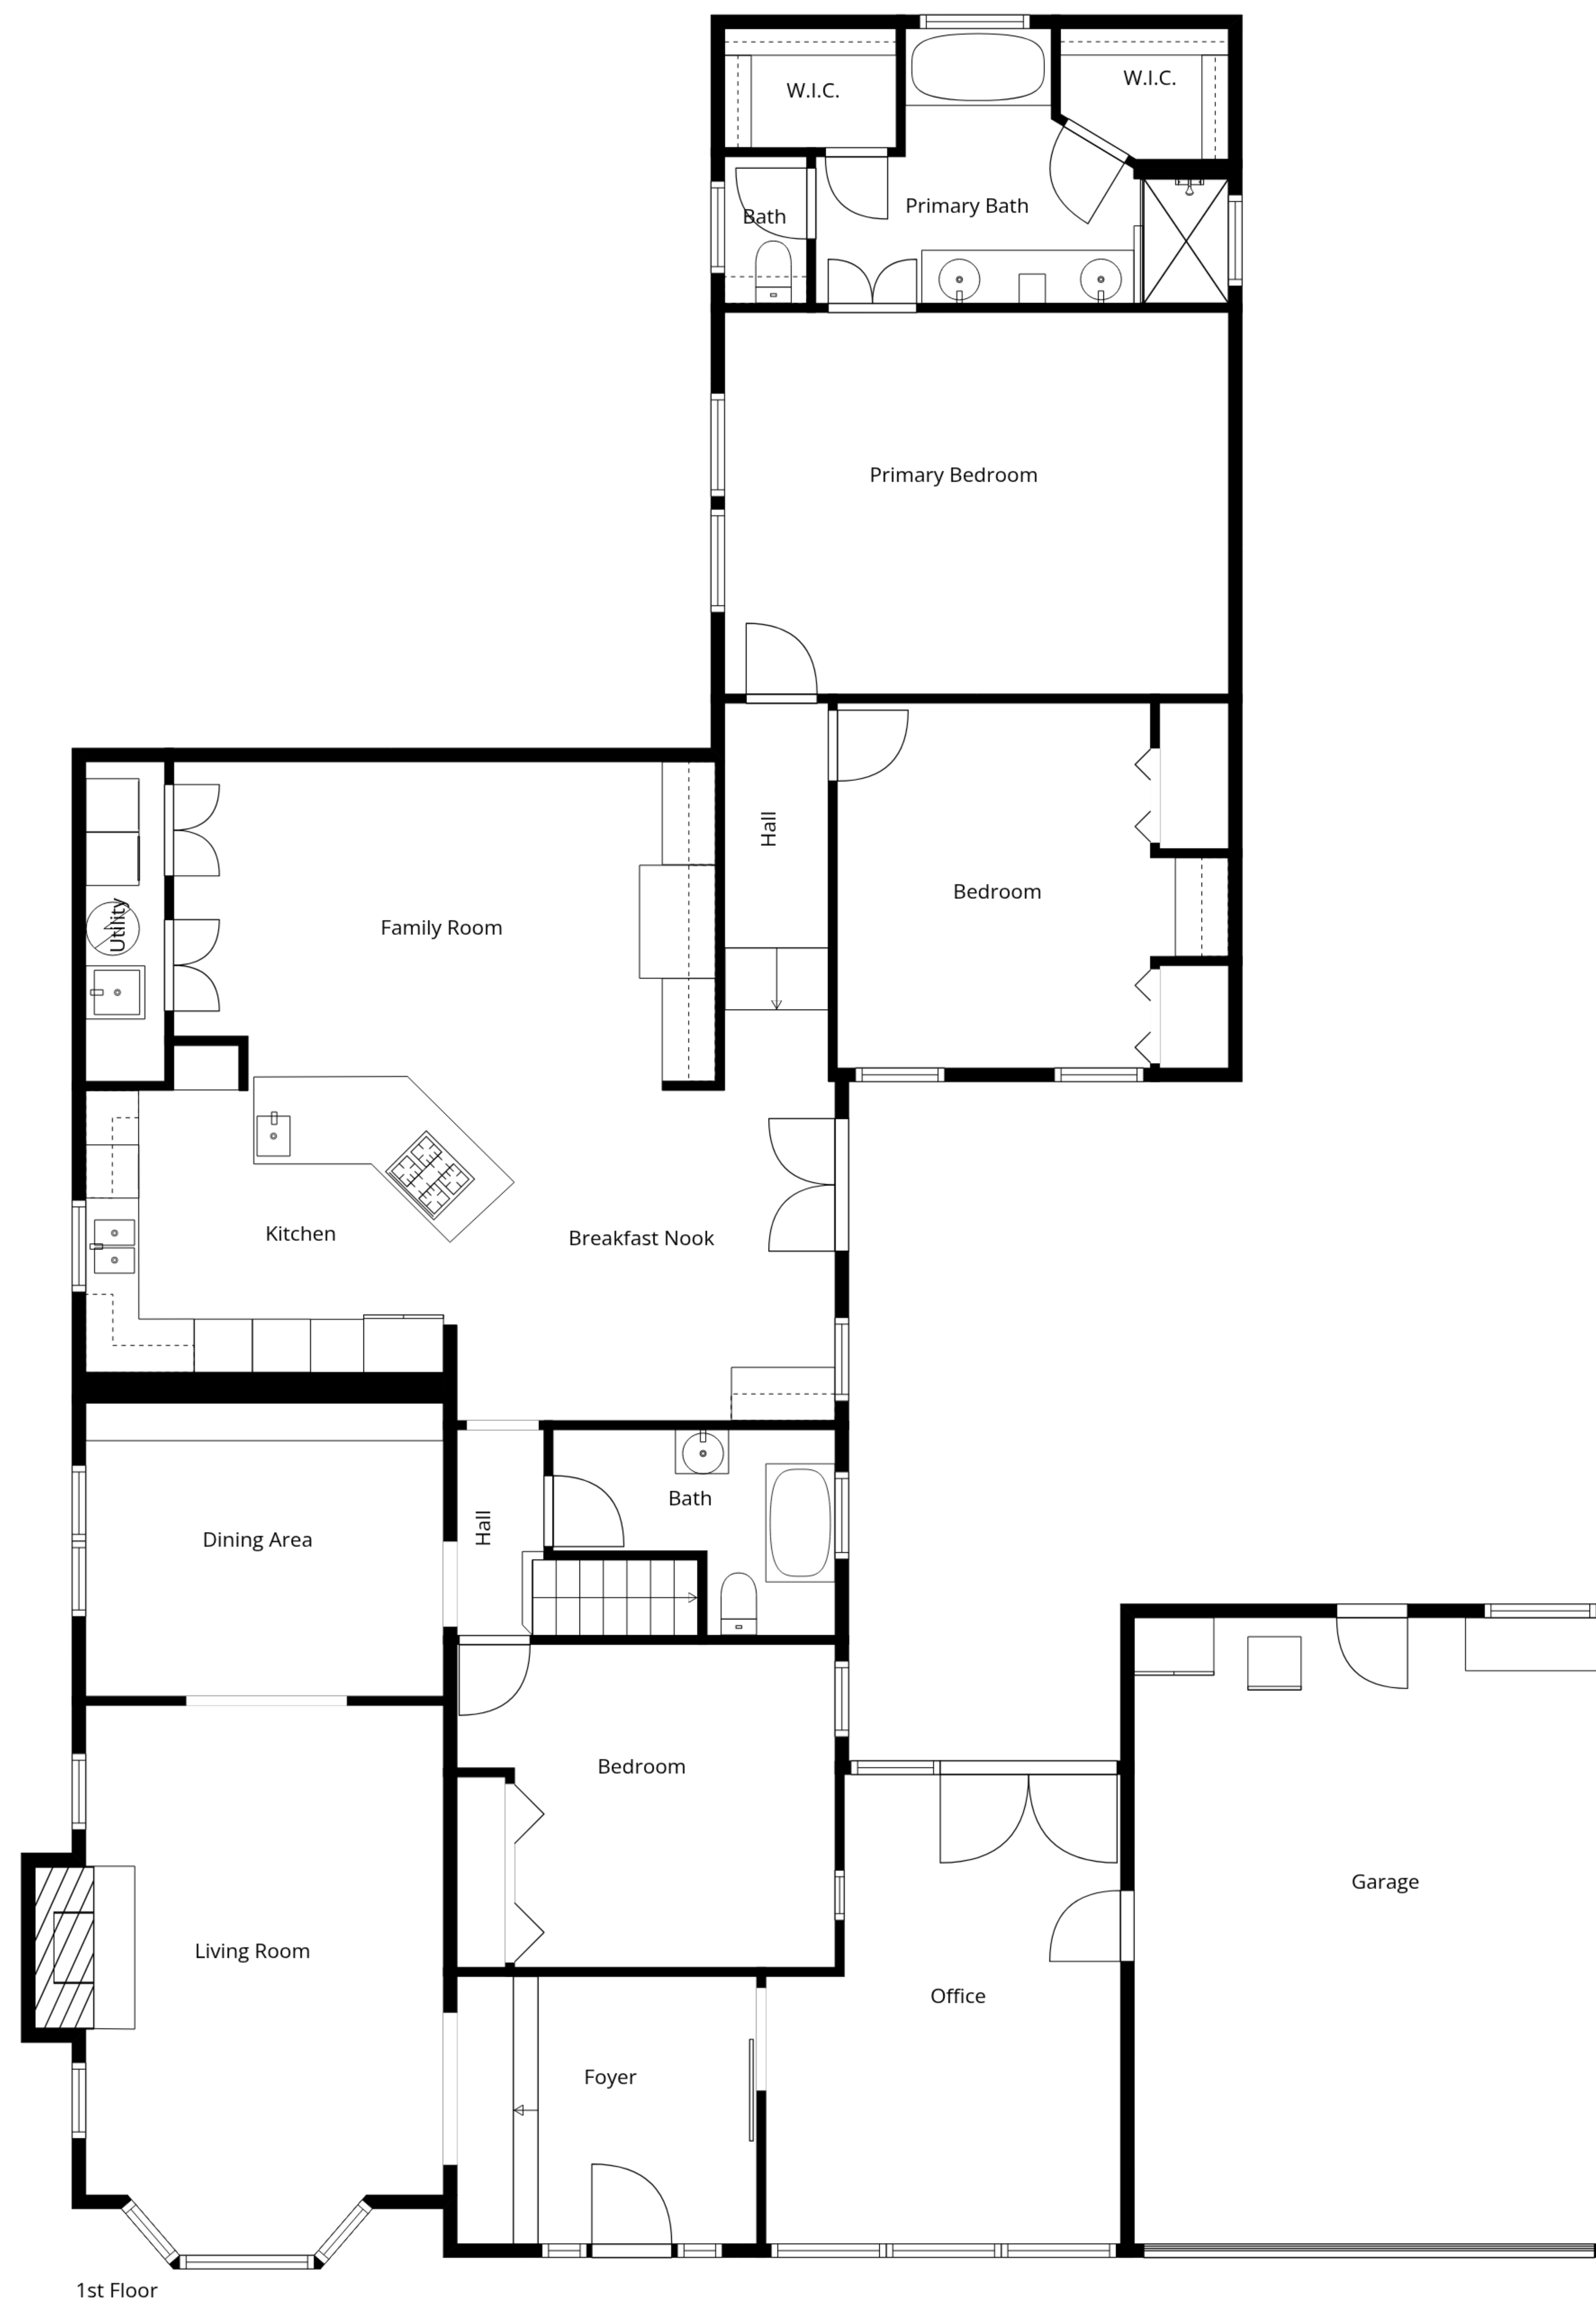 W.I.C.
W.I.C.
Bath
Primary Bath
Primary Bedroom
Hall
Bedroom
Utility
Family Room
Kitchen
Breakfast Nook
Dining Area
Hall
Bath
Bedroom
Garage
Living Room
Office
Foyer
1st Floor